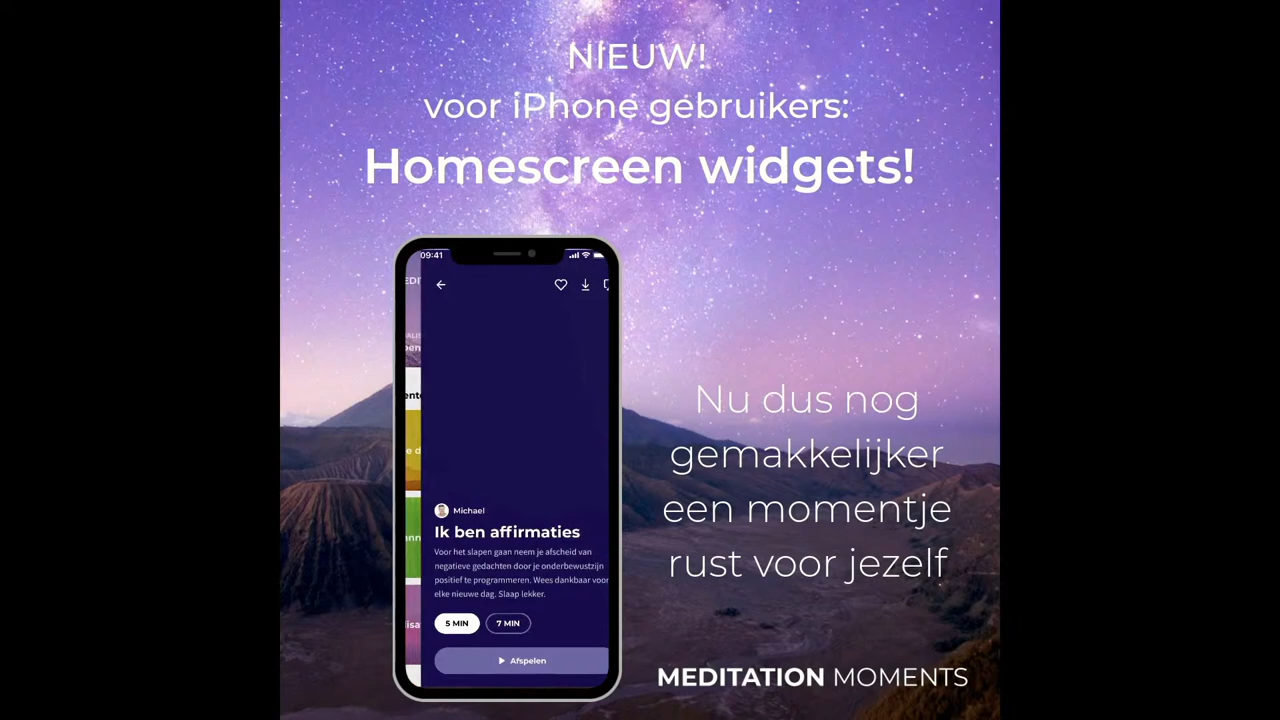 NIEUW!
voor iPhone gebruikers:
Homescreen widgets!
09:41
Michael
Ik ben affirmaties
Voor het slapen gaan neem je afscheid van
negatieve gedachten door je onderbewustzijn
positief te programmeren. Wees dankbaar voor
elke nieuwe dag. Slaap lekker.
5 MIN 7 MIN
Afspelen
Nu dus nog
gemakkelijker
een momentje
rust voor jezelf
MEDITATION MOMENTS